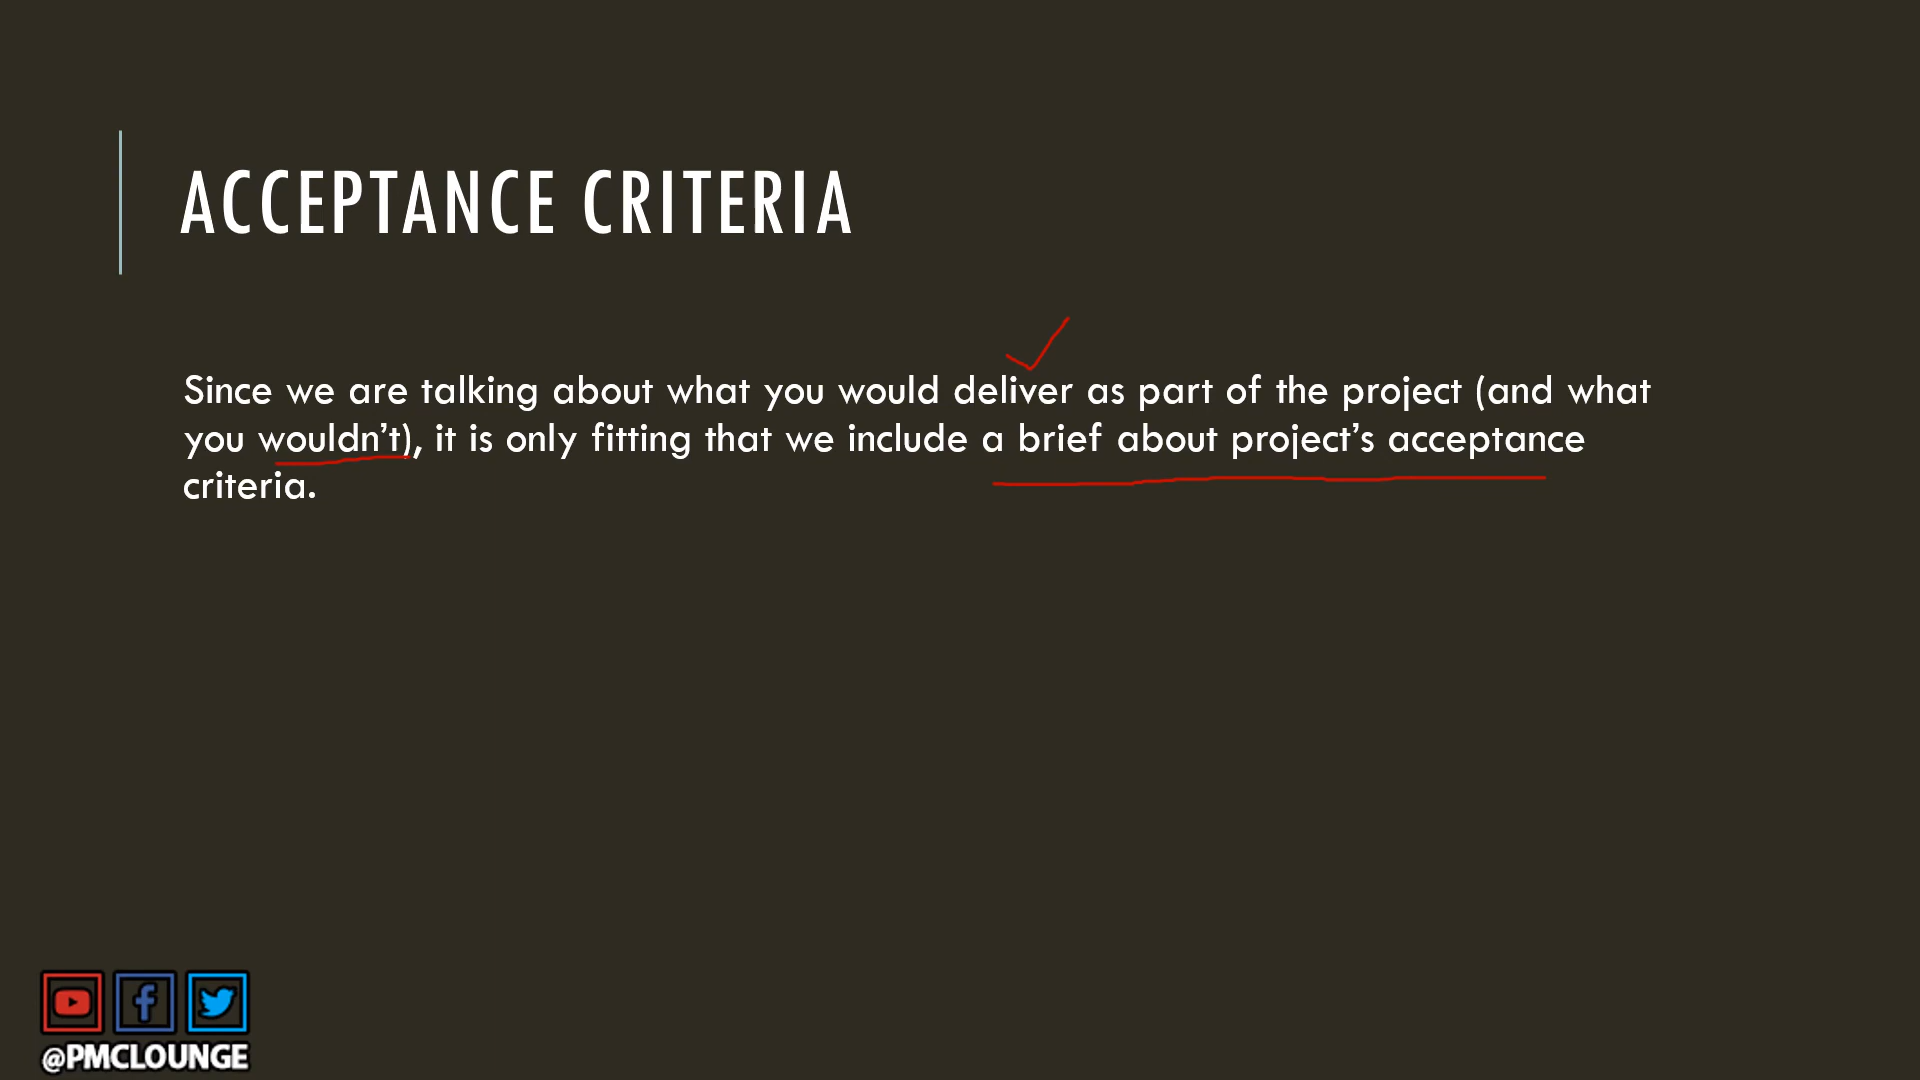 ACCEPTANCE CRITERIA
Since we are talking about what you would deliver as part of the project (and what
you wouldn’t), it is only fitting that we include a brief about project’s acceptance
criteria.
@PMCLOUNGE